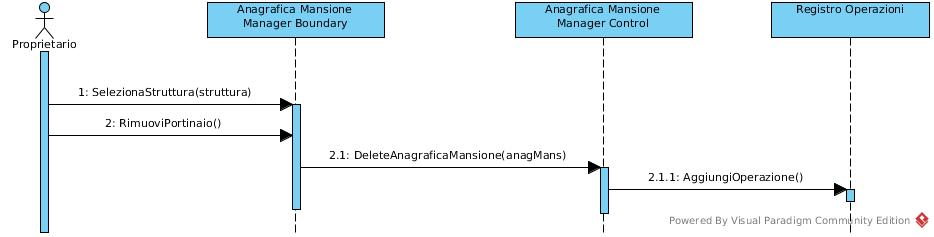 Proprietario
Anagrafica Mansione
Manager Boundary
Anagrafica Mansione
Manager Control
Registro Operazioni
1: SelezionaStruttura(struttura)
2: RimuoviPortinaio()
2.1: DeleteAnagraficaMansione(anagMans)
2.1.1: AggiungiOperazione()
Powered By Visual Paradigm Community Edition